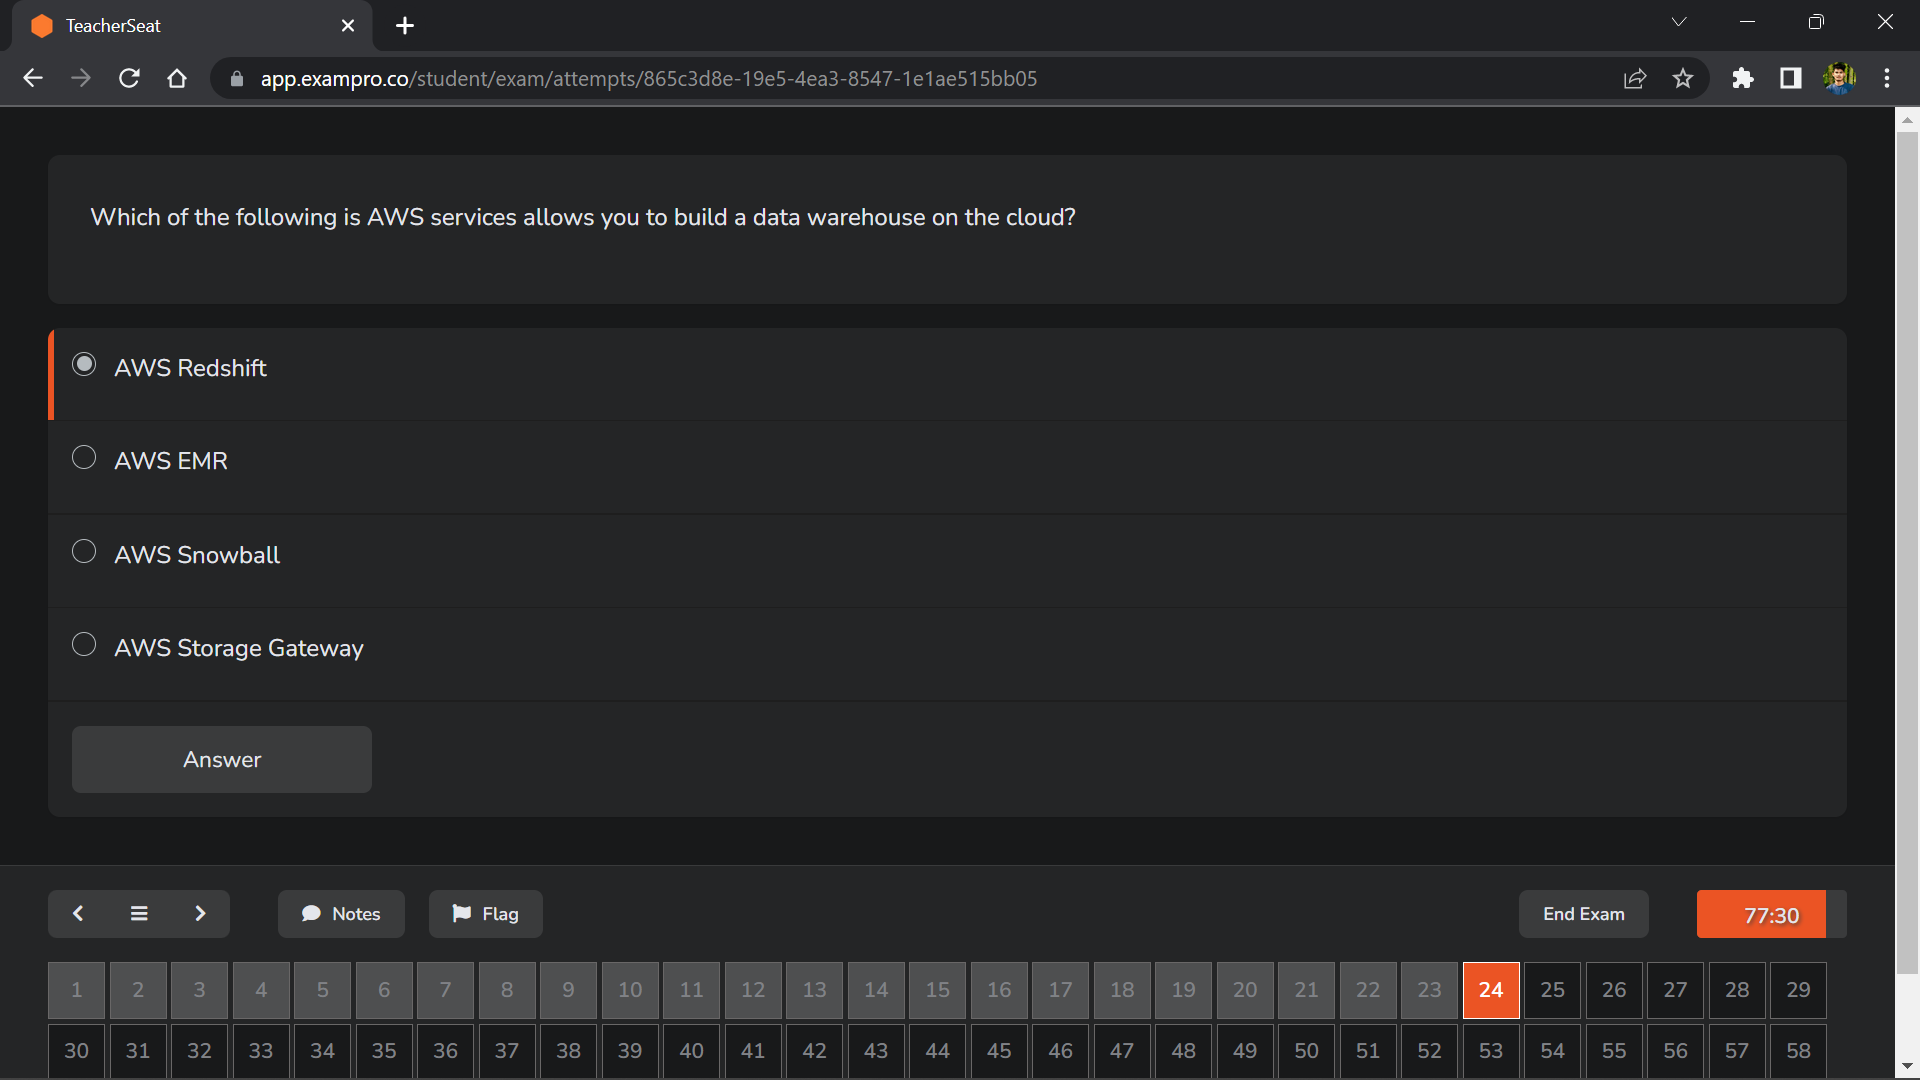 TeacherSeat
app.exampro.co/student/exam/attempts/865c3d8e-19e5-4ea3-8547-1e1ae515bb05
Which of the following is AWS services allows you to build a data warehouse on the cloud?
AWS Redshift
AWS EMR
AWS Snowball
AWS Storage Gateway
Answer
Notes Flag End Exam 77:30
1 2 3 4 5 6 7 8 9 10 11 12 13 14 15 16 17 18 19 20 21 22 23 24 25 26 27 28 29
30 31 32 33 34 35 36 37 38 39 40 41 42 43 44 45 46 47 48 49 50 51 52 53 54 55 56 57 58